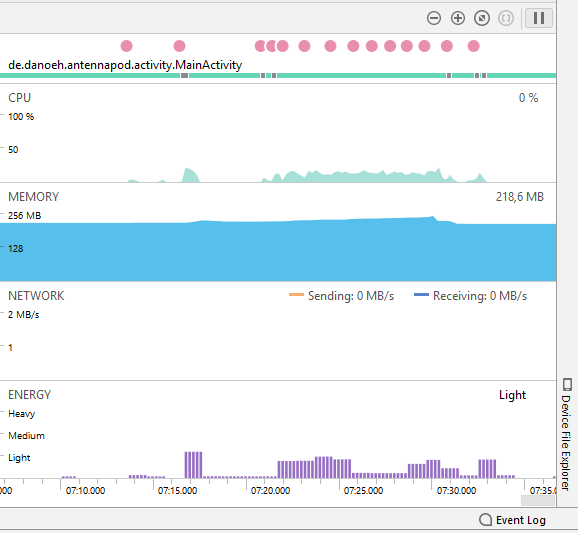 de.danoeh.antennapod.activity.MainActivity
CPU 0 %
100 %
50
MEMORY 218,6 MB
256 MB
128
NETWORK Sending: 0 MB/s Receiving: 0 MB/s
2 MB/s
1
ENERGY Light
Heavy
Medium
Light
000 07:10.000 07:15.000 07:20.000 07:25.000 07:30.000 07:35.0
Device File Explorer
Event Log